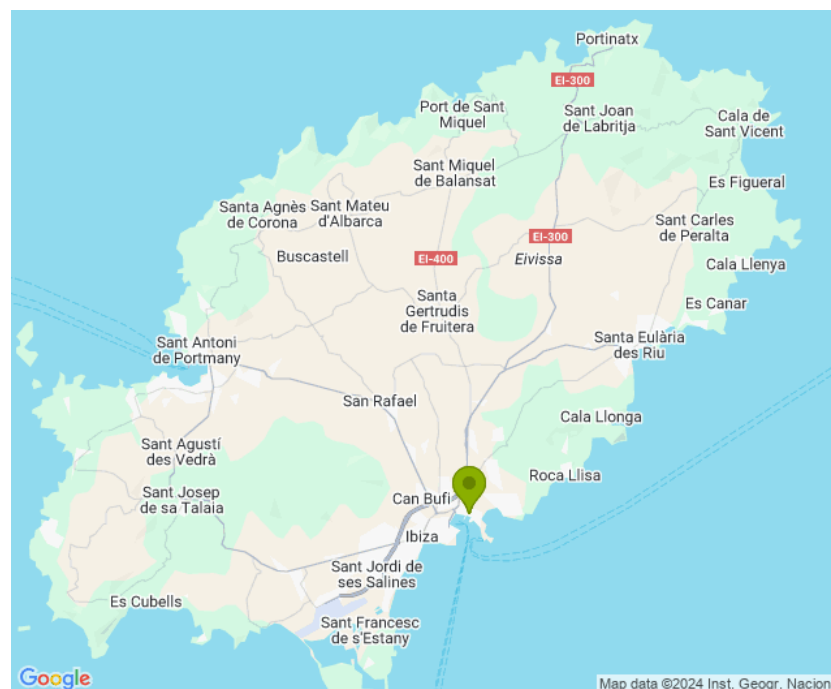 Portinatx
EI-300
Port de Sant
Miquel
Sant Joan
de Labritja
Cala de
Sant Vicent
Sant Miquel
de Balansat
Es Figueral
Santa Agnès
de Corona
Sant Mateu
d'Albarca
Sant Carles
de Peralta
EI-300
Buscastell
EI-400
Eivissa
Cala Llenya
Santa
Gertrudis
de Fruitera
Es Canar
Sant Antoni
de Portmany
Santa Eulària
des Riu
San Rafael
Cala Llonga
Sant Agustí
des Vedrà
Roca Llisa
Sant Josep
de sa Talaia
Can Bufí
Ibiza
Sant Jordi de
ses Salines
Es Cubells
Sant Francesc
de s'Estany
Google
Map data ©2024 Inst. Geogr. Nacion